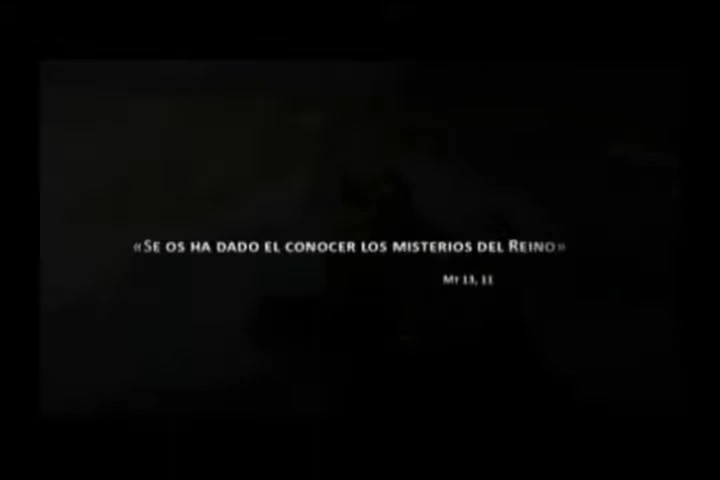 «Se os ha dado el conocer los misterios del Reino»
Mt 13, 11